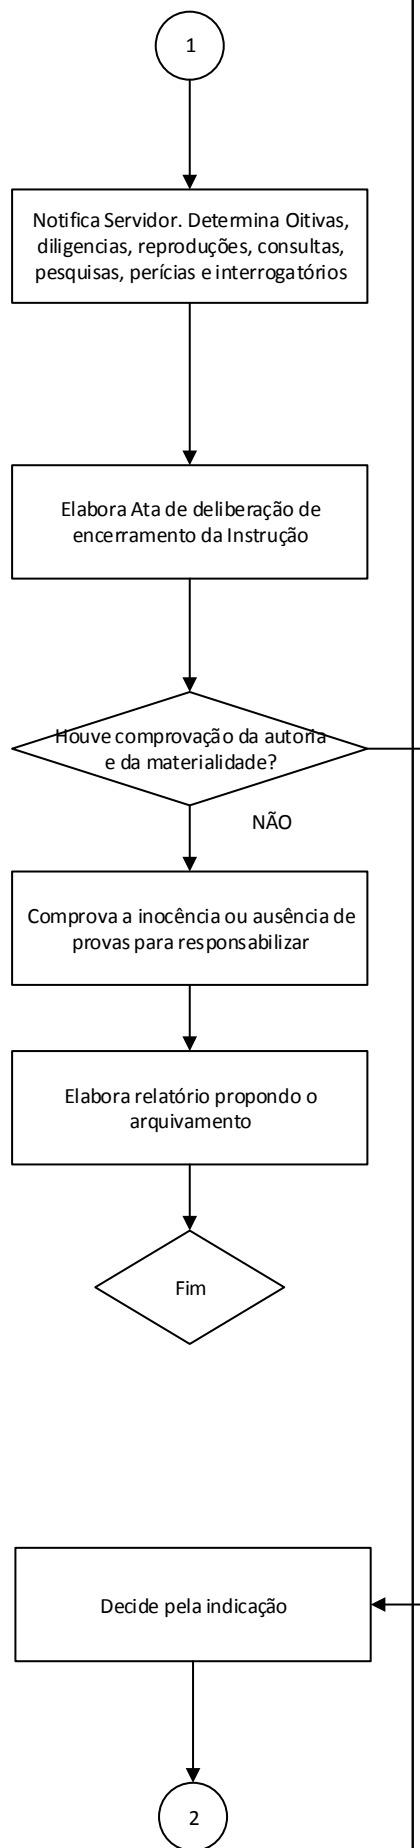 1
Notifica Servidor. Determina Oitivas,
diligencias, reproduções, consultas,
pesquisas, perícias e interrogatórios
Elabora Ata de deliberação de
encerramento da Instrução
Houve comprovação da autoria
e da materialidade?
NÃO
Comprova a inocência ou ausência de
provas para responsabilizar
Elabora relatório propondo o
arquivamento
Fim
Decide pela indicação
2